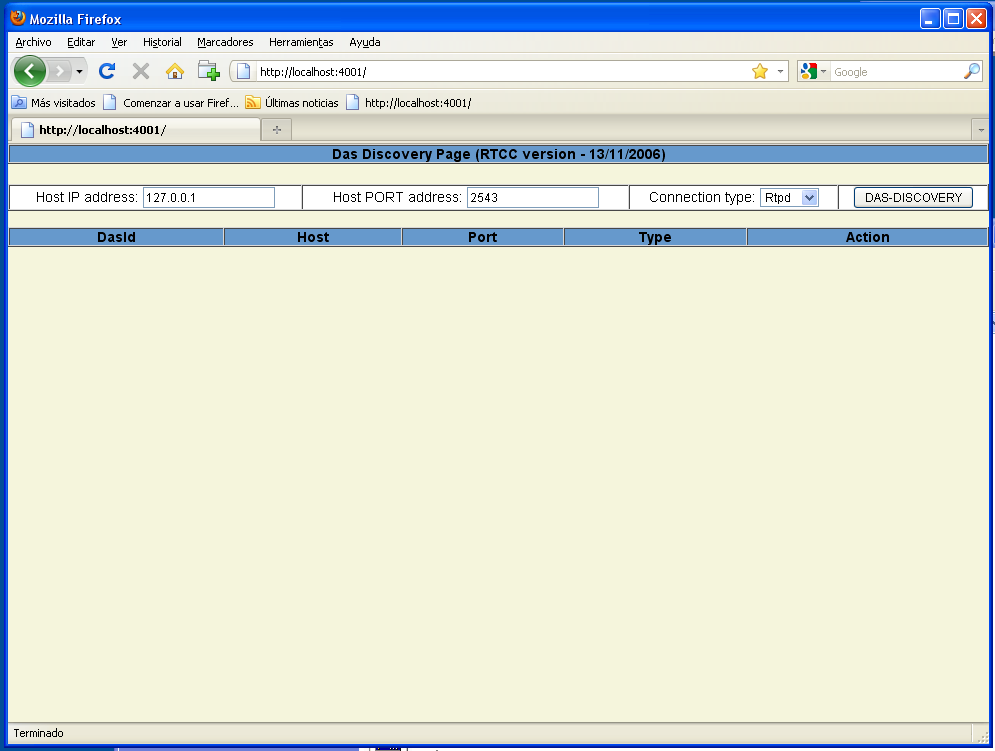 Mozilla Firefox
Archivo Editar Ver Historial Marcadores Herramientas Ayuda
http://localhost:4001/ Google
Más visitados Comenzar a usar Firef... Últimas noticias http://localhost:4001/
http://localhost:4001/
Das Discovery Page (RTCC version - 13/11/2006)
Host IP address: 127.0.0.1 Host PORT address: 2543 Connection type: Rtpd DAS-DISCOVERY
DasId Host Port Type Action
Terminado